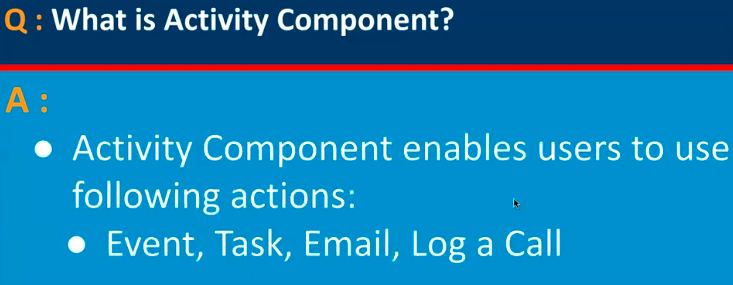 Q : What is Activity Component?
A :
● Activity Component enables users to use
following actions:
● Event, Task, Email, Log a Call